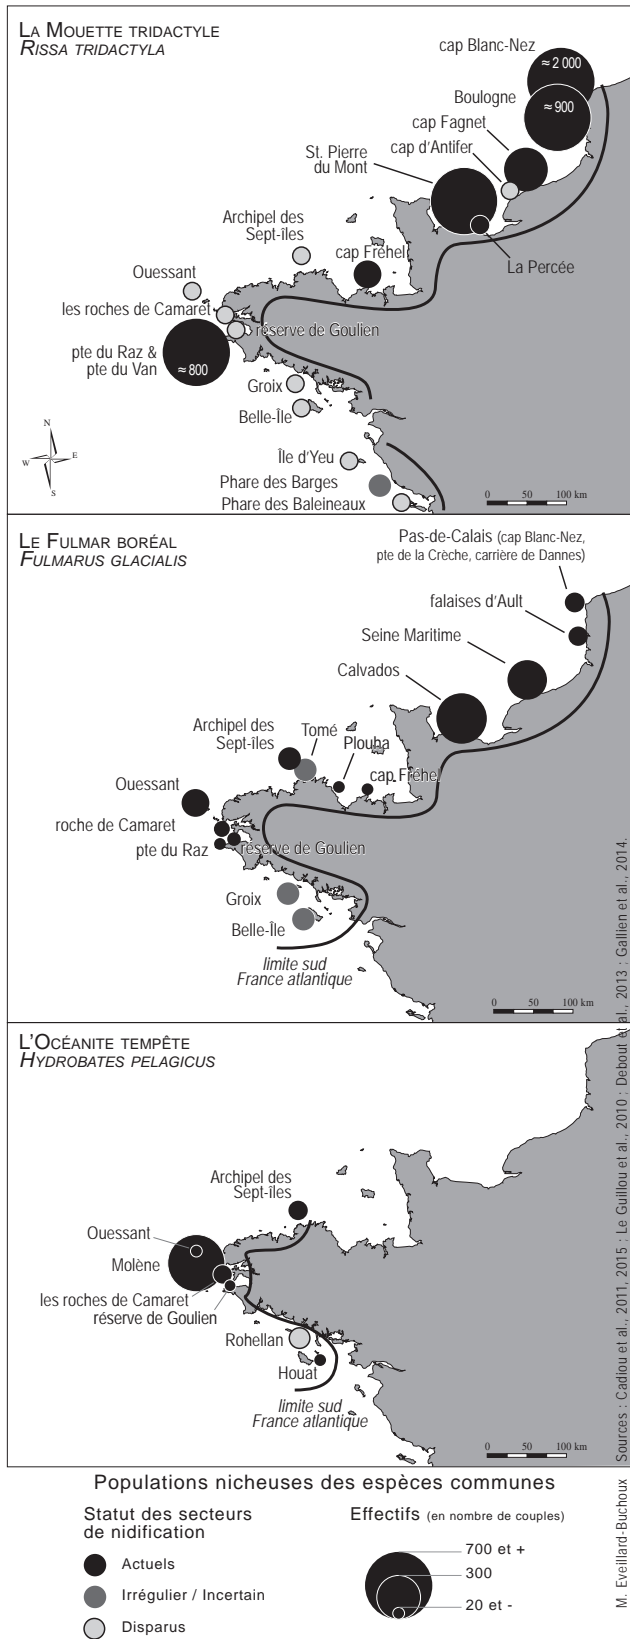 La Mouette tridactyle
Rissa tridactyla
cap Blanc-Nez
≈ 2 000
Boulogne
≈ 900
cap Fagnet
cap d'Antifer
St. Pierre
du Mont
La Percée
Archipel des
Sept-îles
cap Fréhel
Ouessant
les roches de Camaret
réserve de Goulien
pte du Raz &
pte du Van
≈ 800
Groix
Belle-Île
Île d'Yeu
Phare des Barges
Phare des Baleineaux
N
W
E
S
0 50 100 km
Le Fulmar boréal
Fulmarus glacialis
Pas-de-Calais (cap Blanc-Nez,
pte de la Crèche, carrière de Dannes)
falaises d'Ault
Seine Maritime
Calvados
Archipel des
Sept-îles
Tomé
Plouha
cap Fréhel
Ouessant
roche de Camaret
pte du Raz
réserve de Goulien
Groix
Belle-Île
limite sud
France atlantique
0 50 100 km
L'Océanite tempête
Hydrobates pelagicus
Archipel des
Sept-îles
Ouessant
Molène
les roches de Camaret
réserve de Goulien
Rohellan
Houat
limite sud
France atlantique
0 50 100 km
Populations nicheuses des espèces communes
Statut des secteurs
de nidification
Actuels
Irrégulier / Incertain
Disparus
Effectifs (en nombre de couples)
700 et +
300
20 et -
M. Eveillard-Buchoux Sources : Cadiou et al., 2011, 2015 ; Le Guillou et al., 2010 ; Debout et al., 2013 ; Gallien et al., 2014.